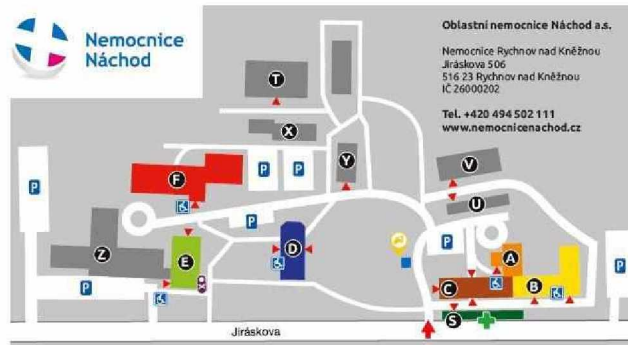 Nemocnice
Náchod
Oblastní nemocnice Náchod a.s.
Nemocnice Rychnov nad Kněžnou
Jiráskova 506
516 23 Rychnov nad Kněžnou
IČ 26000202
Tel. +420 494 502 111
www.nemocnicenachod.cz
T
X
Y
V
F
P
P
P
U
P
P
P
Z
E
D
A
P
P
C
B
S
Jiráskova